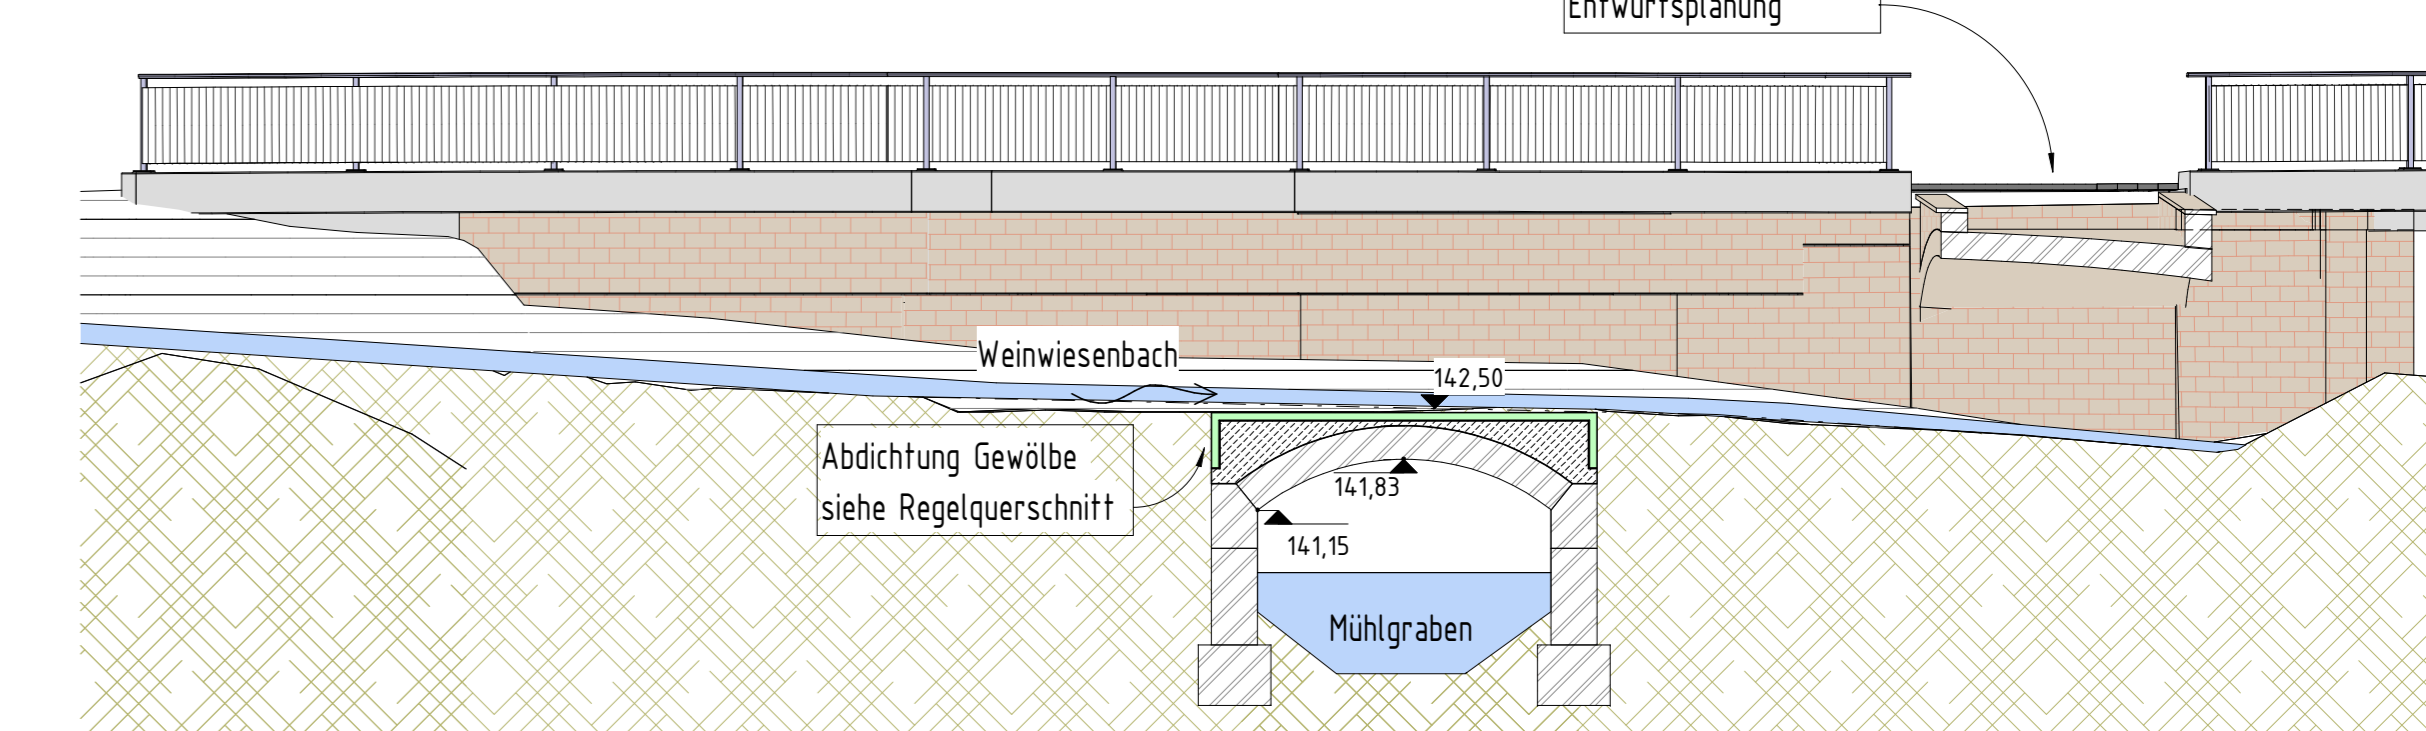 Entwurfsplanung
Weinwiesenbach
142,50
Abdichtung Gewölbe
siehe Regelquerschnitt
141,83
141,15
Mühlgraben